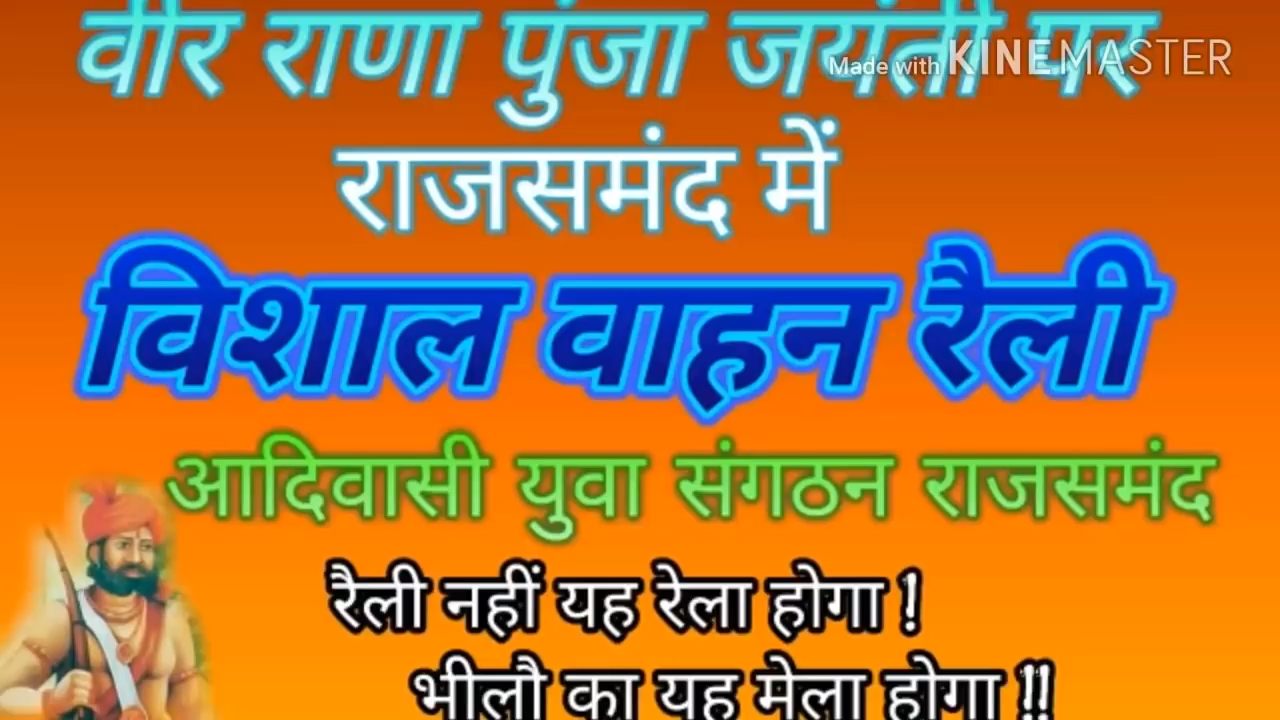 वीर राणा पुंजा जयंती पर
Made with KINEMASTER
राजसमंद में
विशाल वाहन रैली
आदिवासी युवा संगठन राजसमंद
रैली नहीं यह रेला होगा !
भीलौ का यह मेला होगा !!